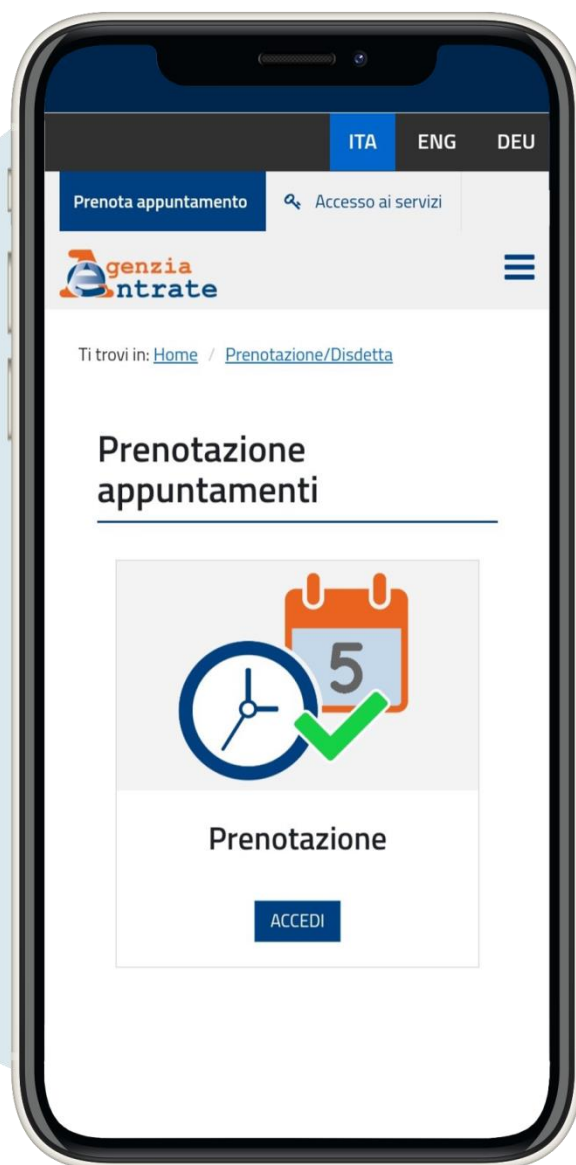 ITA ENG DEU
Prenota appuntamento Accesso ai servizi
Agenzia
Entrate
Ti trovi in: Home / Prenotazione/Disdetta
Prenotazione
appuntamenti
5
Prenotazione
ACCEDI